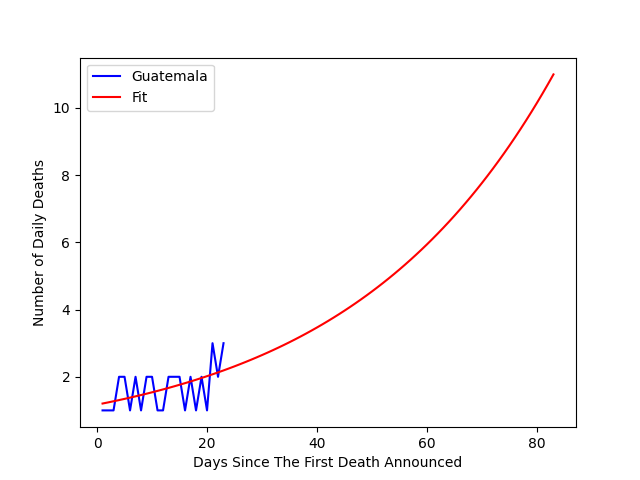 Guatemala
Fit
10
8
6
4
2
0 20 40 60 80
Number of Daily Deaths
Days Since The First Death Announced